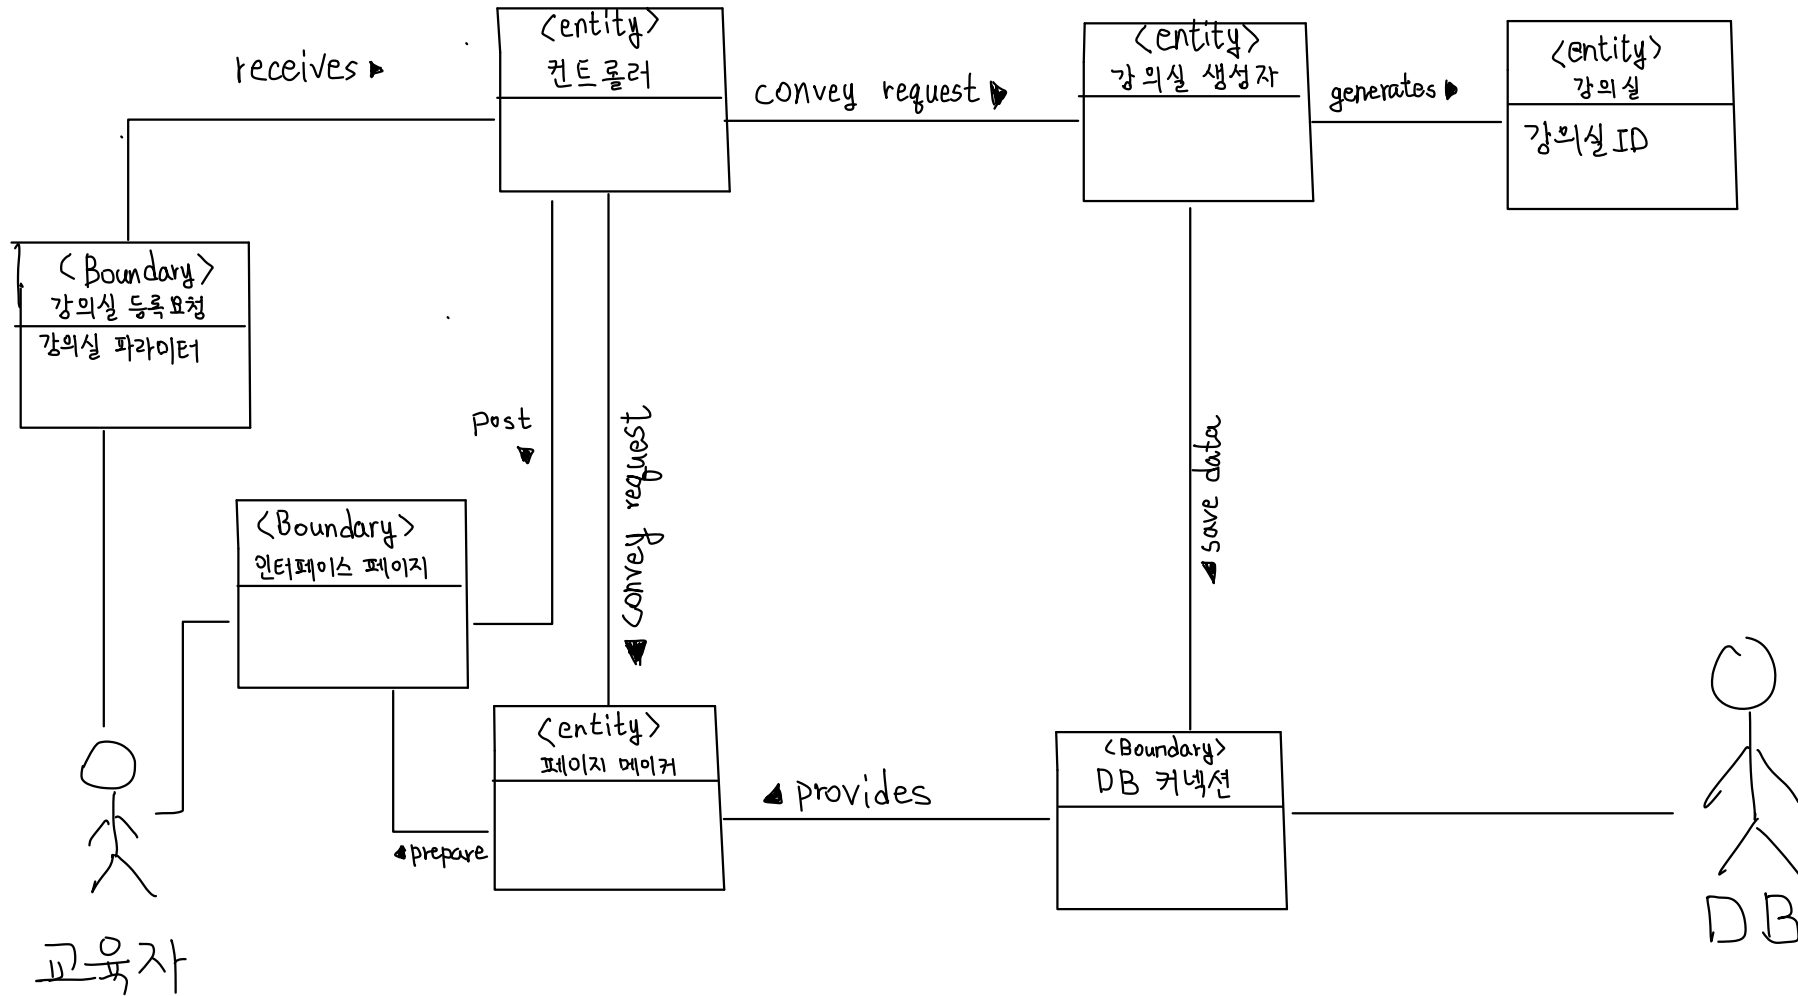 <entity>
컨트롤러
receives ▶
convey request ▶
<entity>
강의실 생성자
generates ▶
<entity>
강의실
강의실 ID
<Boundary>
강의실 등록요청
강의실 파라미터
post
▼
convey request
▼
save data
◀
<Boundary>
인터페이스 페이지
<entity>
페이지 메이커
◀ prepare
◀ provides
<Boundary>
DB 커넥션
교육자
DB